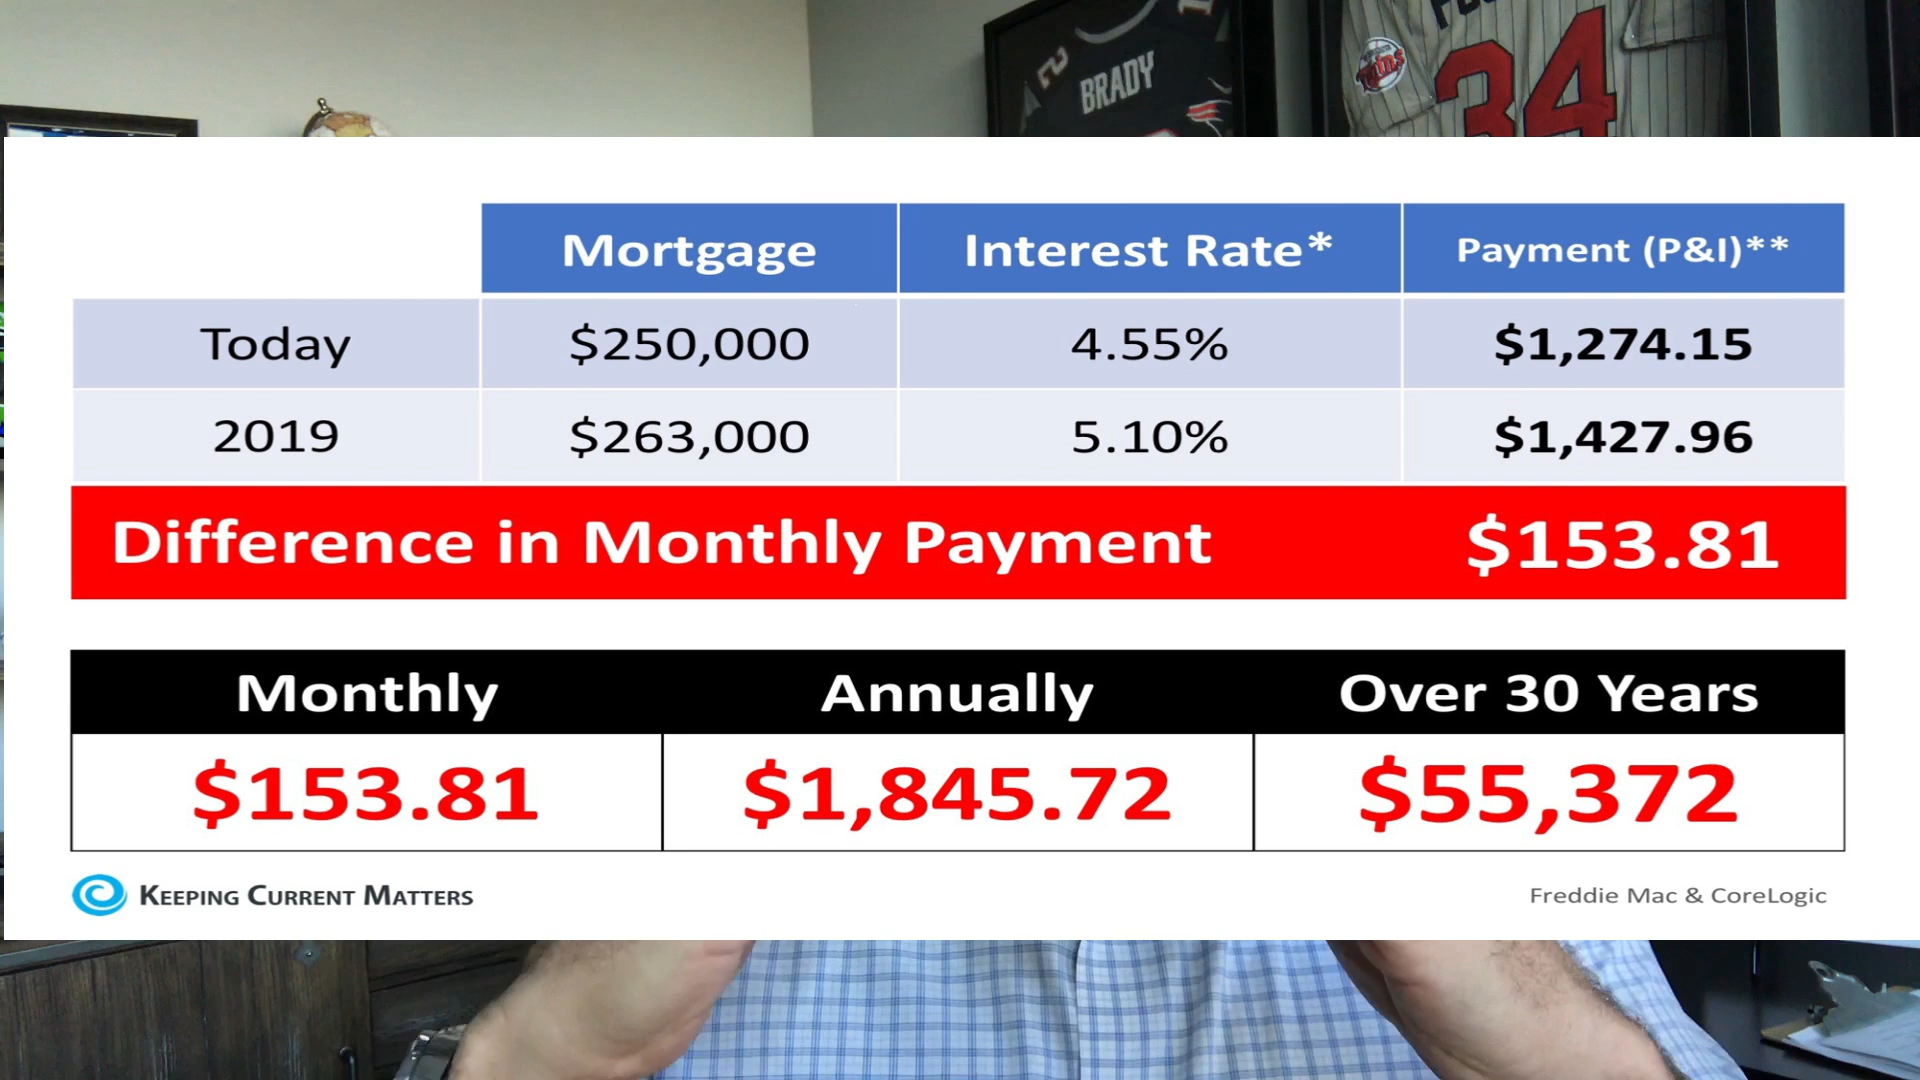 BRADY
34
Mortgage Interest Rate* Payment (P&I)**
Today $250,000 4.55% $1,274.15
2019 $263,000 5.10% $1,427.96
Difference in Monthly Payment $153.81
Monthly Annually Over 30 Years
$153.81 $1,845.72 $55,372
KEEPING CURRENT MATTERS
Freddie Mac & CoreLogic